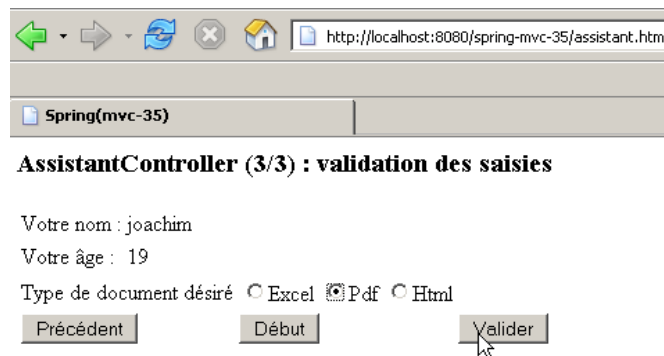 http://localhost:8080/spring-mvc-35/assistant.htm
Spring(mvc-35)
AssistantController (3/3) : validation des saisies
Votre nom : joachim
Votre âge : 19
Type de document désiré Excel Pdf Html
Précédent Début Valider